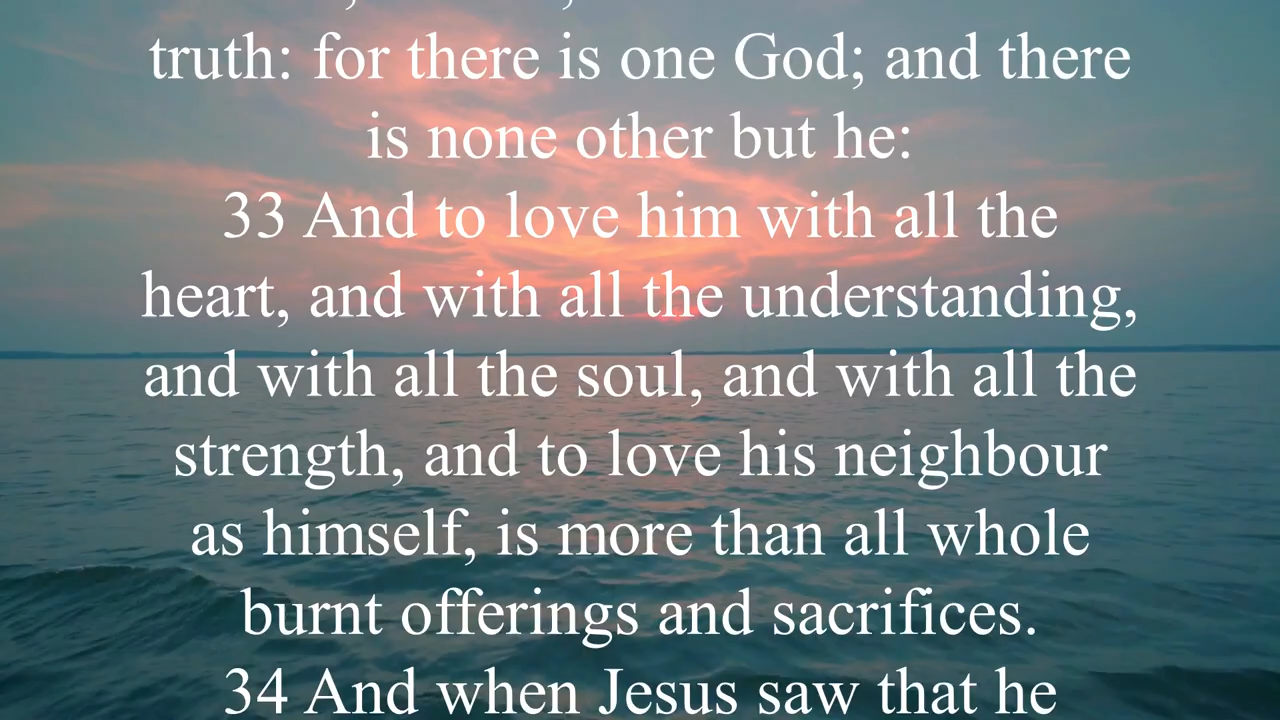 truth: for there is one God; and there
is none other but he:
33 And to love him with all the
heart, and with all the understanding,
and with all the soul, and with all the
strength, and to love his neighbour
as himself, is more than all whole
burnt offerings and sacrifices.
34 And when Jesus saw that he